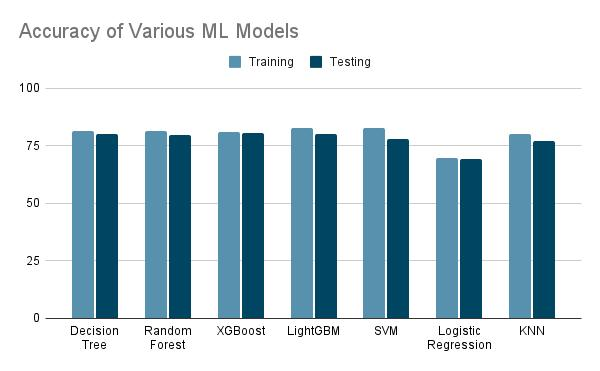 Accuracy of Various ML Models
Training Testing
100
75
50
25
0
Decision Tree
Random Forest
XGBoost
LightGBM
SVM
Logistic Regression
KNN